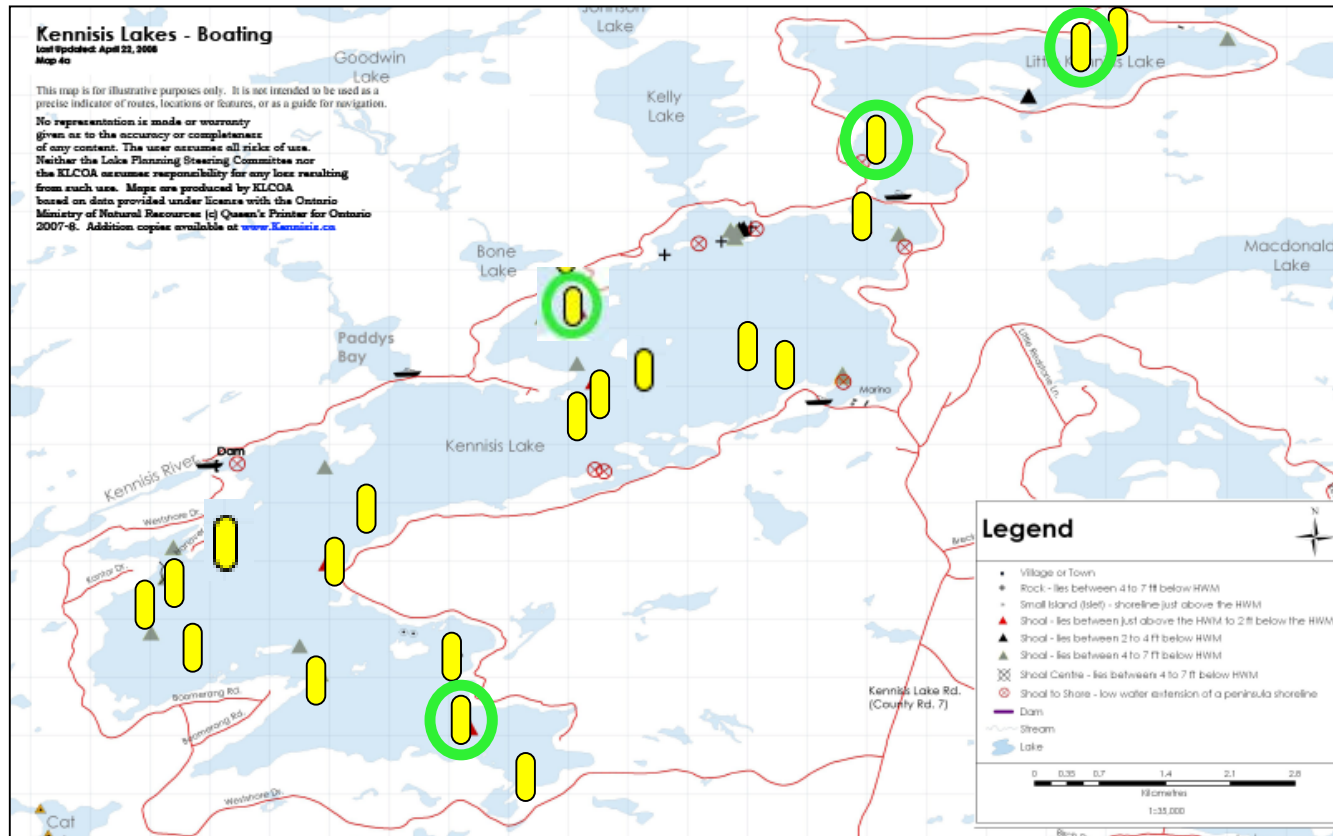 Kennisis Lakes - Boating
Last Updated: April 22, 2008
Map 4a
This map is for illustrative purposes only. It is not intended to be used as a
precise indicator of routes, locations or features, or as a guide for navigation.
No representation is made or warranty
given as to the accuracy or completeness
of any content. The user assumes all risks of use.
Neither the Lake Planning Steering Committee nor
the KLCOA assumes responsibility for any loss resulting
from such use. Maps are produced by KLCOA
based on data provided under license with the Ontario
Ministry of Natural Resources (c) Queen's Printer for Ontario
2007-8. Addition copies available at www.Kennisis.ca
Johnson
Lake
Goodwin
Lake
Kelly
Lake
Little Kennisis Lake
Bone
Lake
Macdonald
Lake
Paddys
Bay
Little Redstone Ln.
Marina
Kennisis Lake
Dam
Kennisis River
Westshore Dr.
Kantor Dr.
Boomerang Rd.
Boomerang Rd.
Westshore Dr.
Kennisis Lake Rd.
(County Rd. 7)
Cat
Legend
N
Village or Town
Rock - lies between 4 to 7 ft below HWM
Small Island (Islet) - shoreline just above the HWM
Shoal - lies between just above the HWM to 2 ft below the HWM
Shoal - lies between 2 to 4 ft below HWM
Shoal - lies between 4 to 7 ft below HWM
Shoal Centre - lies between 4 to 7 ft below HWM
Shoal to Shore - low water extension of a peninsula shoreline
Dam
Stream
Lake
0 0.35 0.7 1.4 2.1 2.8
Kilometres
1:35,000